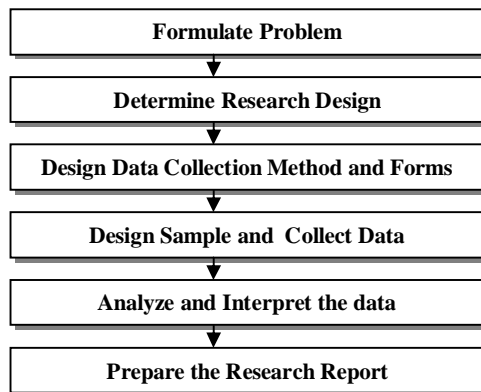 Formulate Problem
Determine Research Design
Design Data Collection Method and Forms
Design Sample and Collect Data
Analyze and Interpret the data
Prepare the Research Report